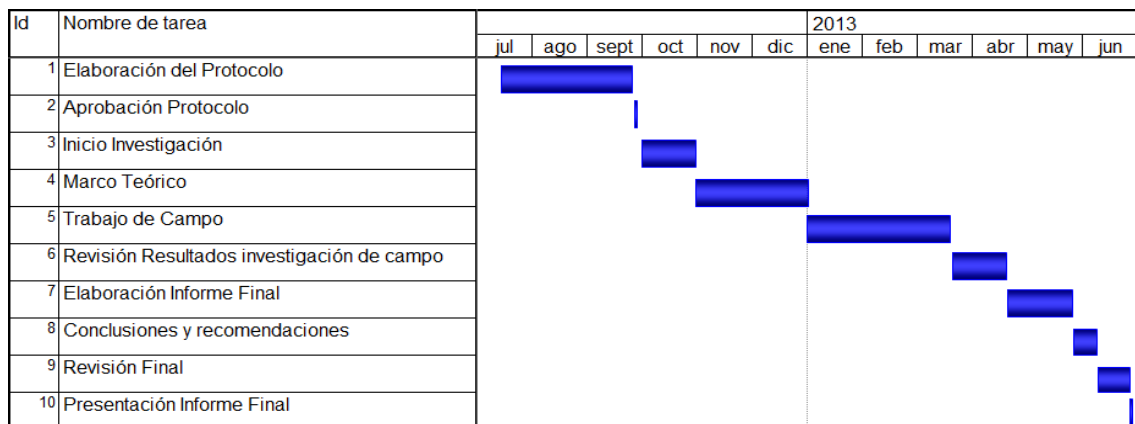 Id Nombre de tarea 2013
jul ago sept oct nov dic ene feb mar abr may jun
1 Elaboración del Protocolo
2 Aprobación Protocolo
3 Inicio Investigación
4 Marco Teórico
5 Trabajo de Campo
6 Revisión Resultados investigación de campo
7 Elaboración Informe Final
8 Conclusiones y recomendaciones
9 Revisión Final
10 Presentación Informe Final